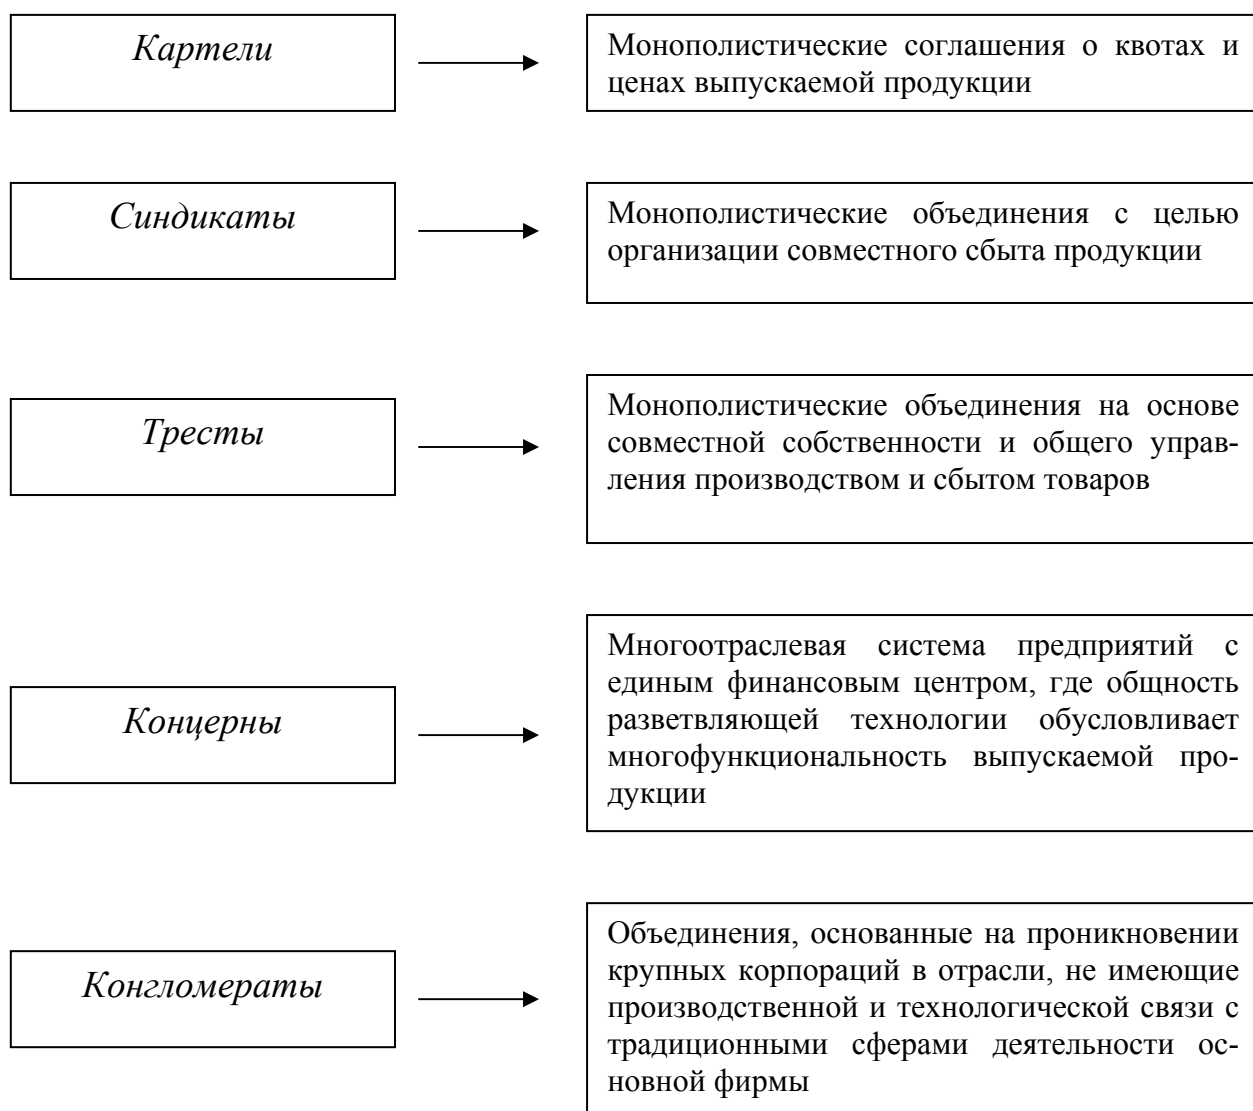 Картели
Монополистические соглашения о квотах и
ценах выпускаемой продукции
Синдикаты
Монополистические объединения с целью
организации совместного сбыта продукции
Тресты
Монополистические объединения на основе
совместной собственности и общего управ-
ления производством и сбытом товаров
Концерны
Многоотраслевая система предприятий с
единым финансовым центром, где общность
разветвляющей технологии обусловливает
многофункциональность выпускаемой про-
дукции
Конгломераты
Объединения, основанные на проникновении
крупных корпораций в отрасли, не имеющие
производственной и технологической связи с
традиционными сферами деятельности ос-
новной фирмы